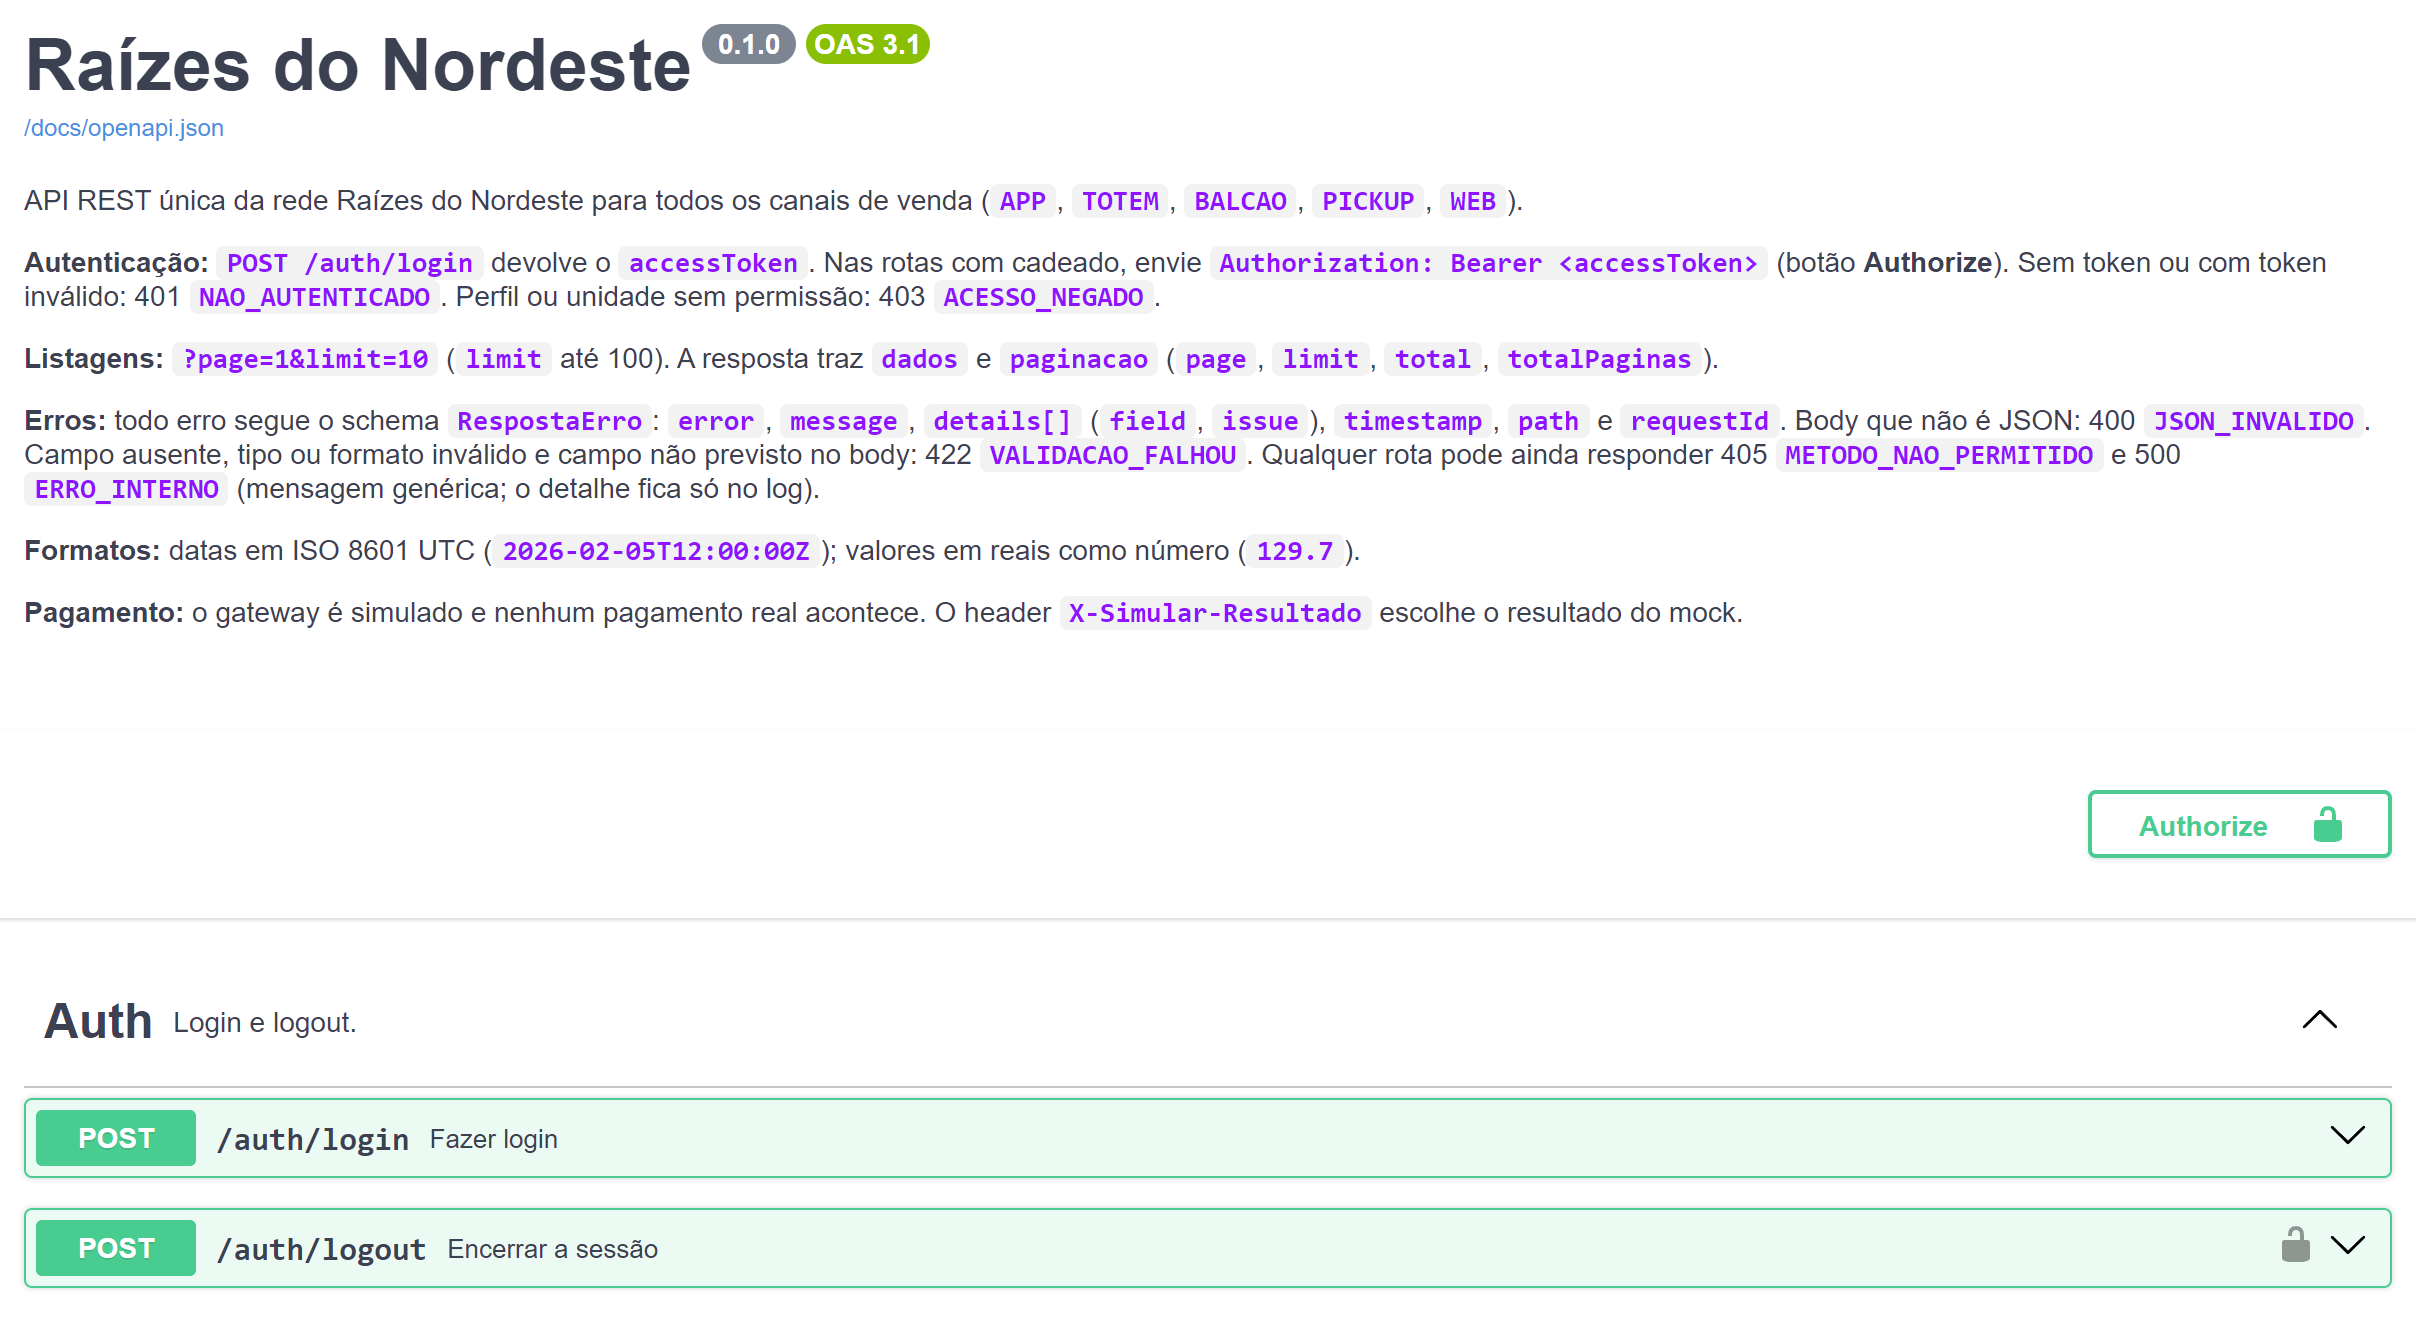 Raízes do Nordeste 0.1.0 OAS 3.1
/docs/openapi.json
API REST única da rede Raízes do Nordeste para todos os canais de venda ( APP , TOTEM , BALCAO , PICKUP , WEB ).
Autenticação: POST /auth/login devolve o accessToken . Nas rotas com cadeado, envie Authorization: Bearer <accessToken> (botão Authorize). Sem token ou com token
inválido: 401 NAO_AUTENTICADO . Perfil ou unidade sem permissão: 403 ACESSO_NEGADO .
Listagens: ?page=1&limit=10 ( limit até 100). A resposta traz dados e paginacao ( page , limit , total , totalPaginas ).
Erros: todo erro segue o schema RespostaErro : error , message , details[] ( field , issue ), timestamp , path e requestId . Body que não é JSON: 400 JSON_INVALIDO .
Campo ausente, tipo ou formato inválido e campo não previsto no body: 422 VALIDACAO_FALHOU . Qualquer rota pode ainda responder 405 METODO_NAO_PERMITIDO e 500
ERRO_INTERNO (mensagem genérica; o detalhe fica só no log).
Formatos: datas em ISO 8601 UTC ( 2026-02-05T12:00:00Z ); valores em reais como número ( 129.7 ).
Pagamento: o gateway é simulado e nenhum pagamento real acontece. O header X-Simular-Resultado escolhe o resultado do mock.
Authorize
Auth Login e logout.
POST /auth/login Fazer login
POST /auth/logout Encerrar a sessão